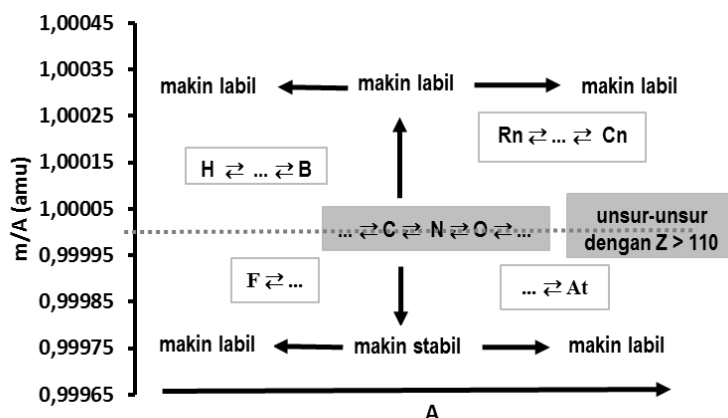 1,00045
1,00035
1,00025
1,00015
1,00005
0,99995
0,99985
0,99975
0,99965
m/A (amu)
makin labil
makin labil
makin labil
Rn ⇄ ... ⇄ Cn
H ⇄ ... ⇄ B
... ⇄ C ⇄ N ⇄ O ⇄ ...
unsur-unsur
dengan Z > 110
F ⇄ ...
... ⇄ At
makin labil
makin stabil
makin labil
A